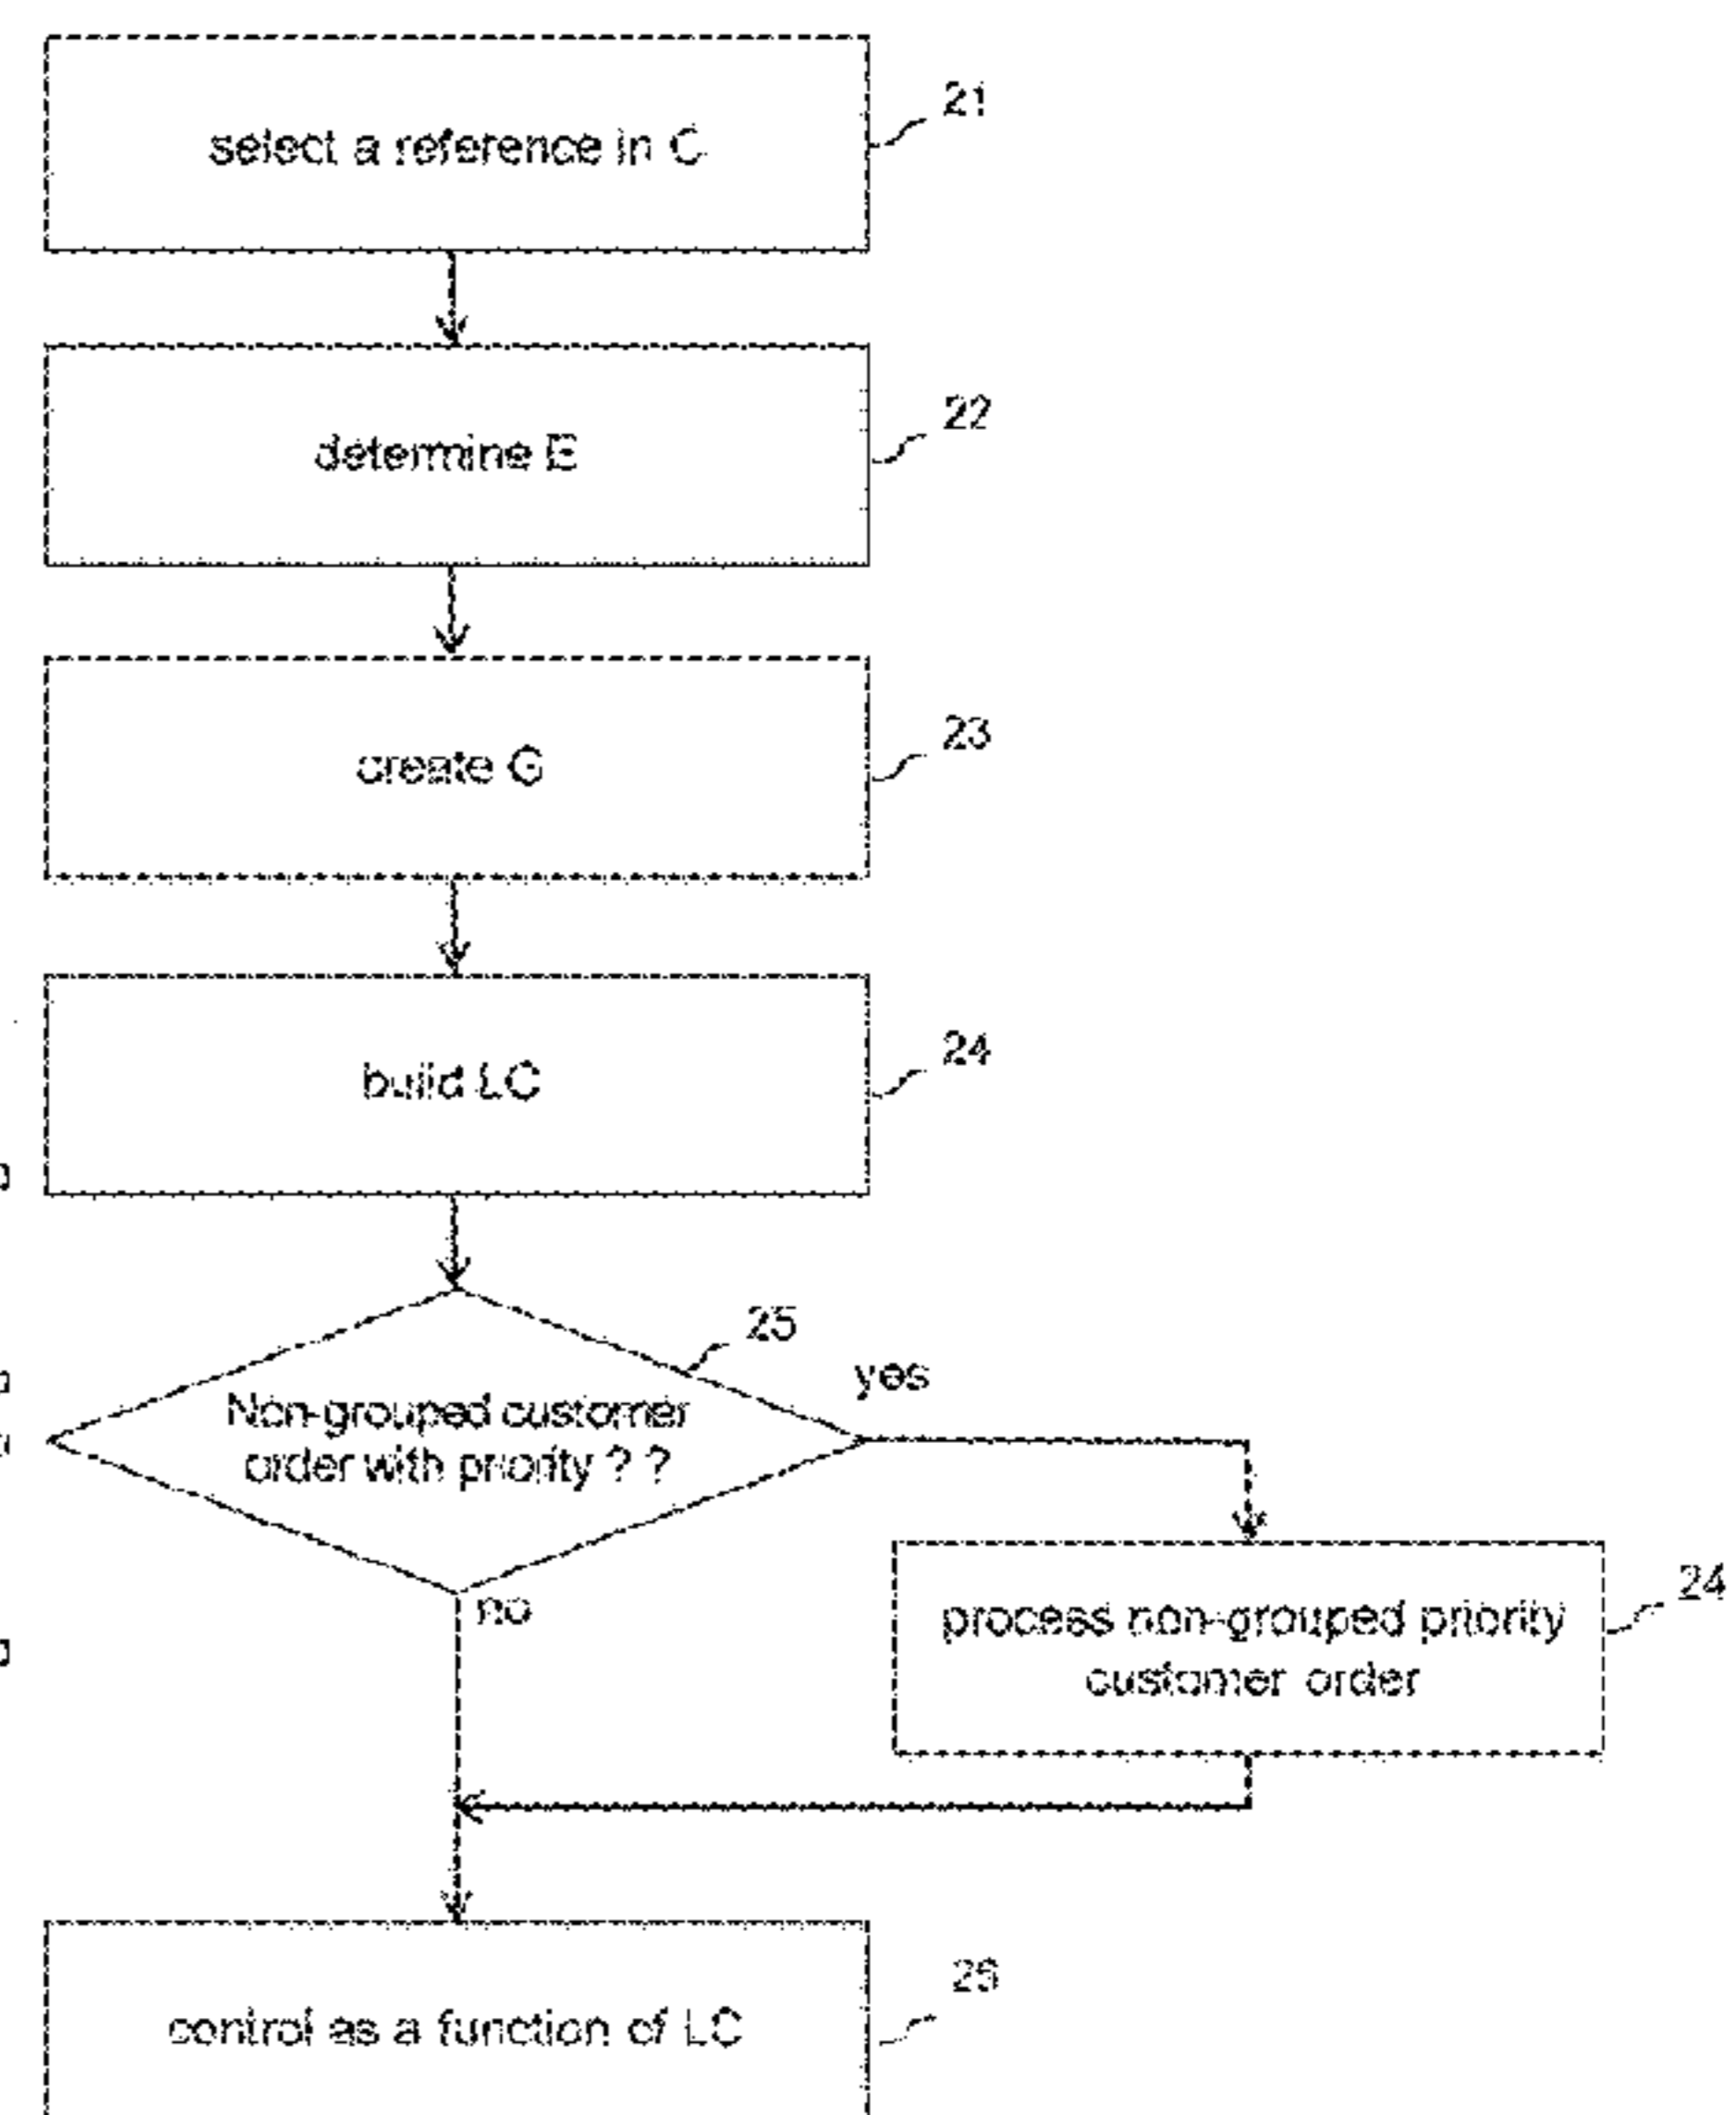 select a reference in C
21
determine E
22
create G
23
build LC
24
25
yes
Non-grouped customer
order with priority ? ?
no
process non-grouped priority
customer order
24
control as a function of LC